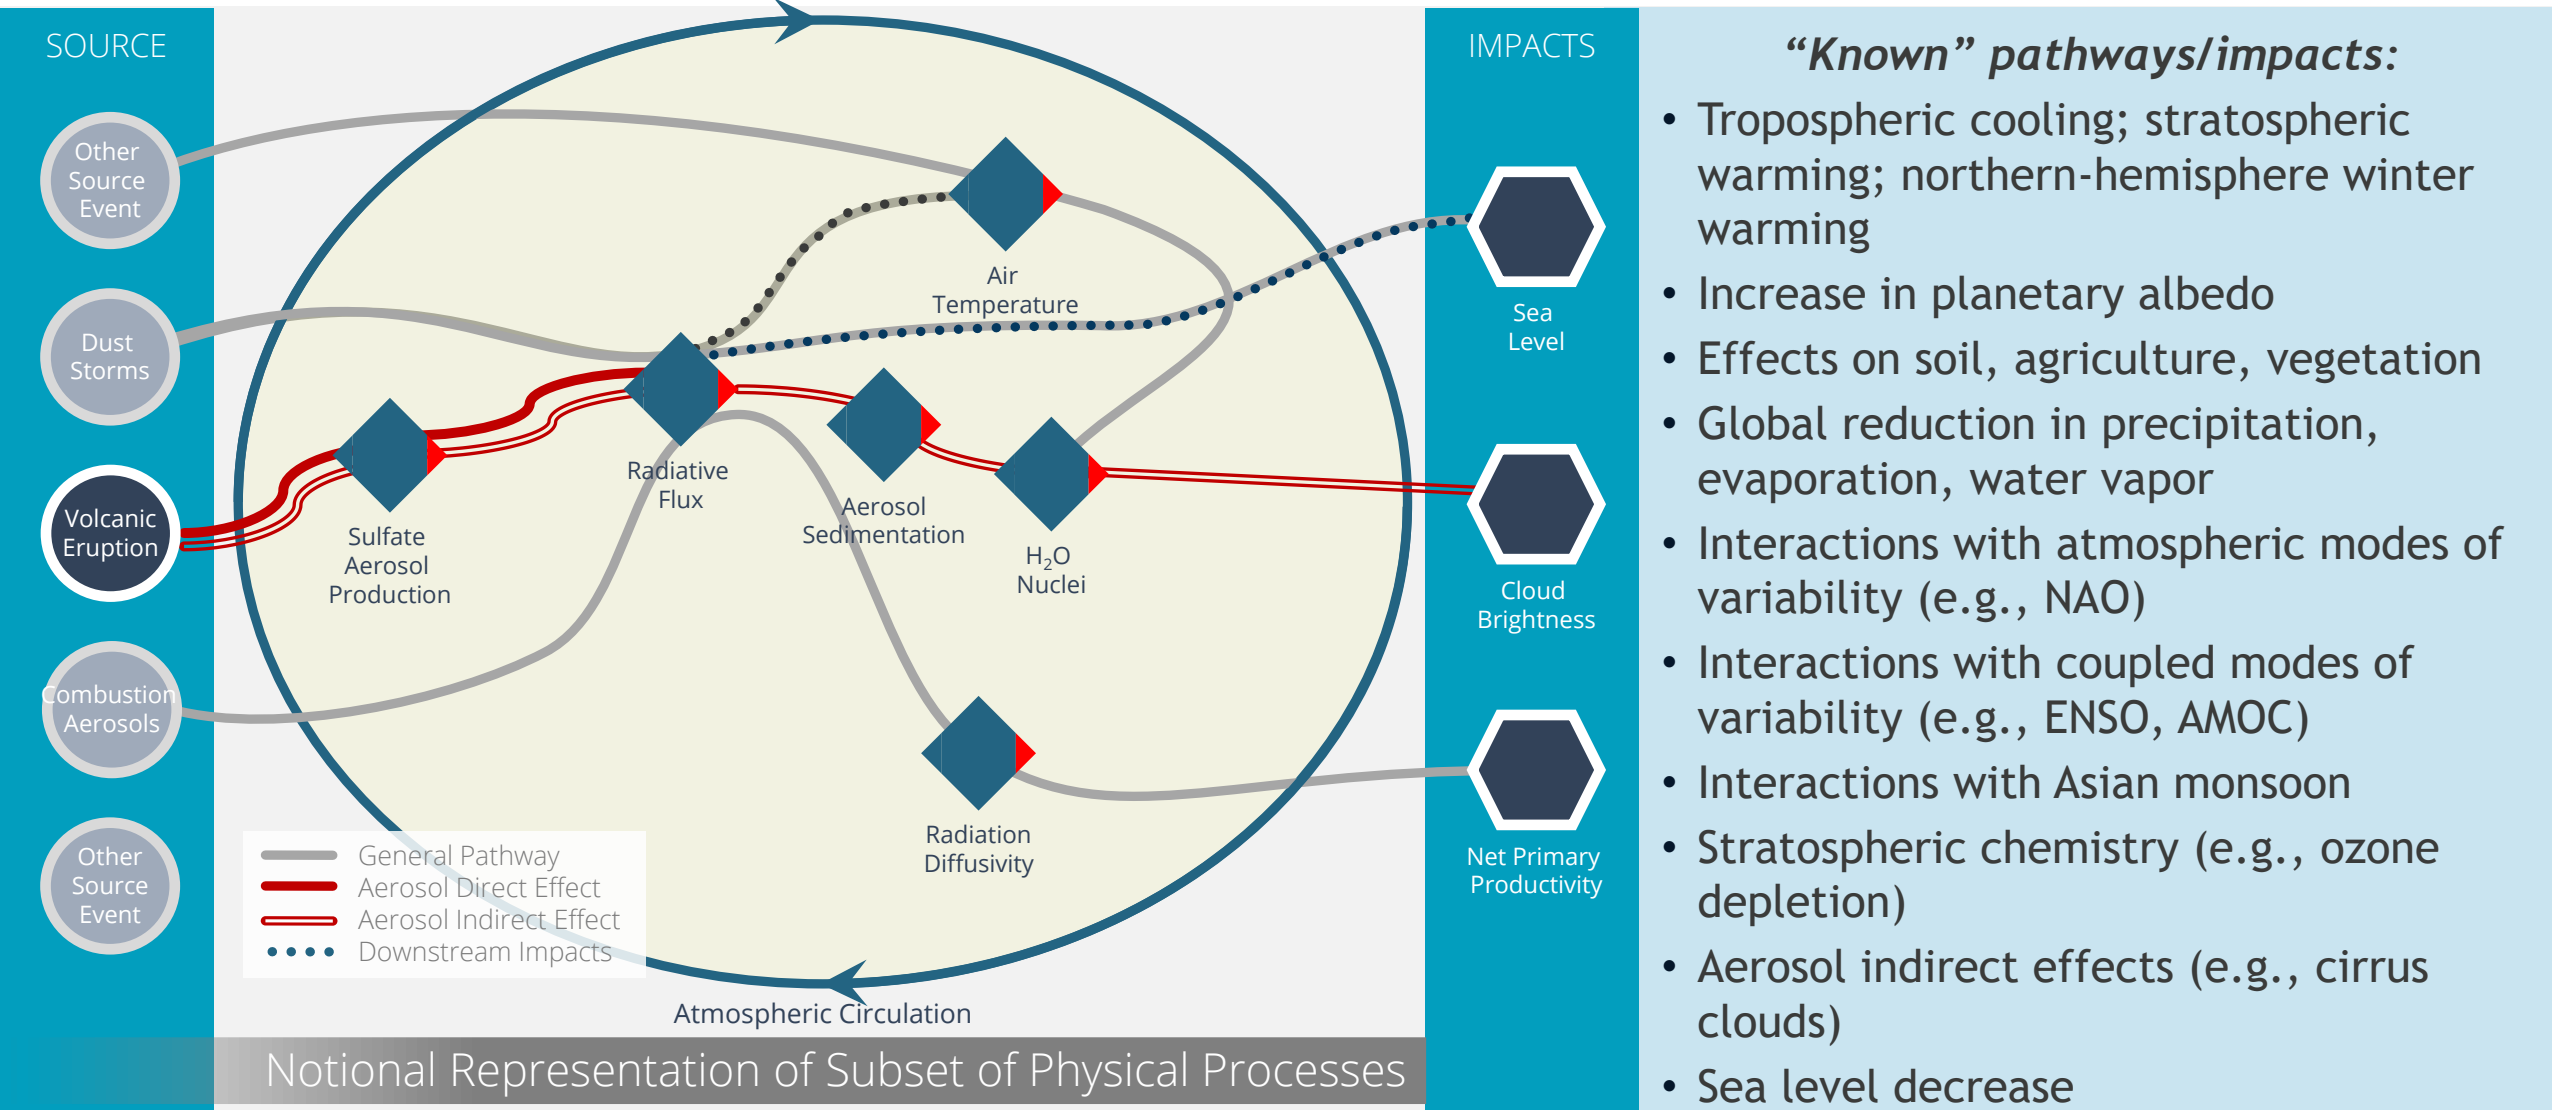 SOURCE
Other
Source
Event
Dust
Storms
Volcanic
Eruption
Combustion
Aerosols
Other
Source
Event
Air
Temperature
Radiative
Flux
Sulfate
Aerosol
Production
Aerosol
Sedimentation
H₂O
Nuclei
Radiation
Diffusivity
General Pathway
Aerosol Direct Effect
Aerosol Indirect Effect
Downstream Impacts
Atmospheric Circulation
Notional Representation of Subset of Physical Processes
IMPACTS
Sea
Level
Cloud
Brightness
Net Primary
Productivity
“Known” pathways/impacts:
• Tropospheric cooling; stratospheric
warming; northern-hemisphere winter
warming
• Increase in planetary albedo
• Effects on soil, agriculture, vegetation
• Global reduction in precipitation,
evaporation, water vapor
• Interactions with atmospheric modes of
variability (e.g., NAO)
• Interactions with coupled modes of
variability (e.g., ENSO, AMOC)
• Interactions with Asian monsoon
• Stratospheric chemistry (e.g., ozone
depletion)
• Aerosol indirect effects (e.g., cirrus
clouds)
• Sea level decrease